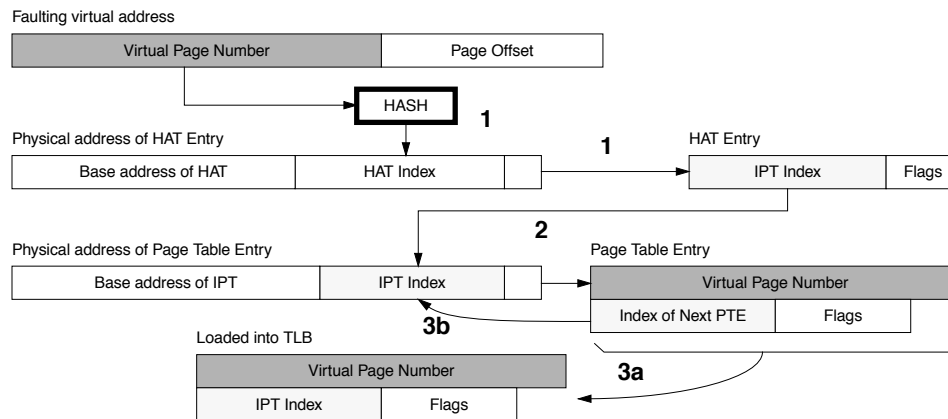 Faulting virtual address
Virtual Page Number Page Offset
HASH
1
Physical address of HAT Entry 1 HAT Entry
Base address of HAT HAT Index IPT Index Flags
2
Physical address of Page Table Entry Page Table Entry
Base address of IPT IPT Index Virtual Page Number
3b Index of Next PTE Flags
Loaded into TLB
3a
Virtual Page Number
IPT Index Flags